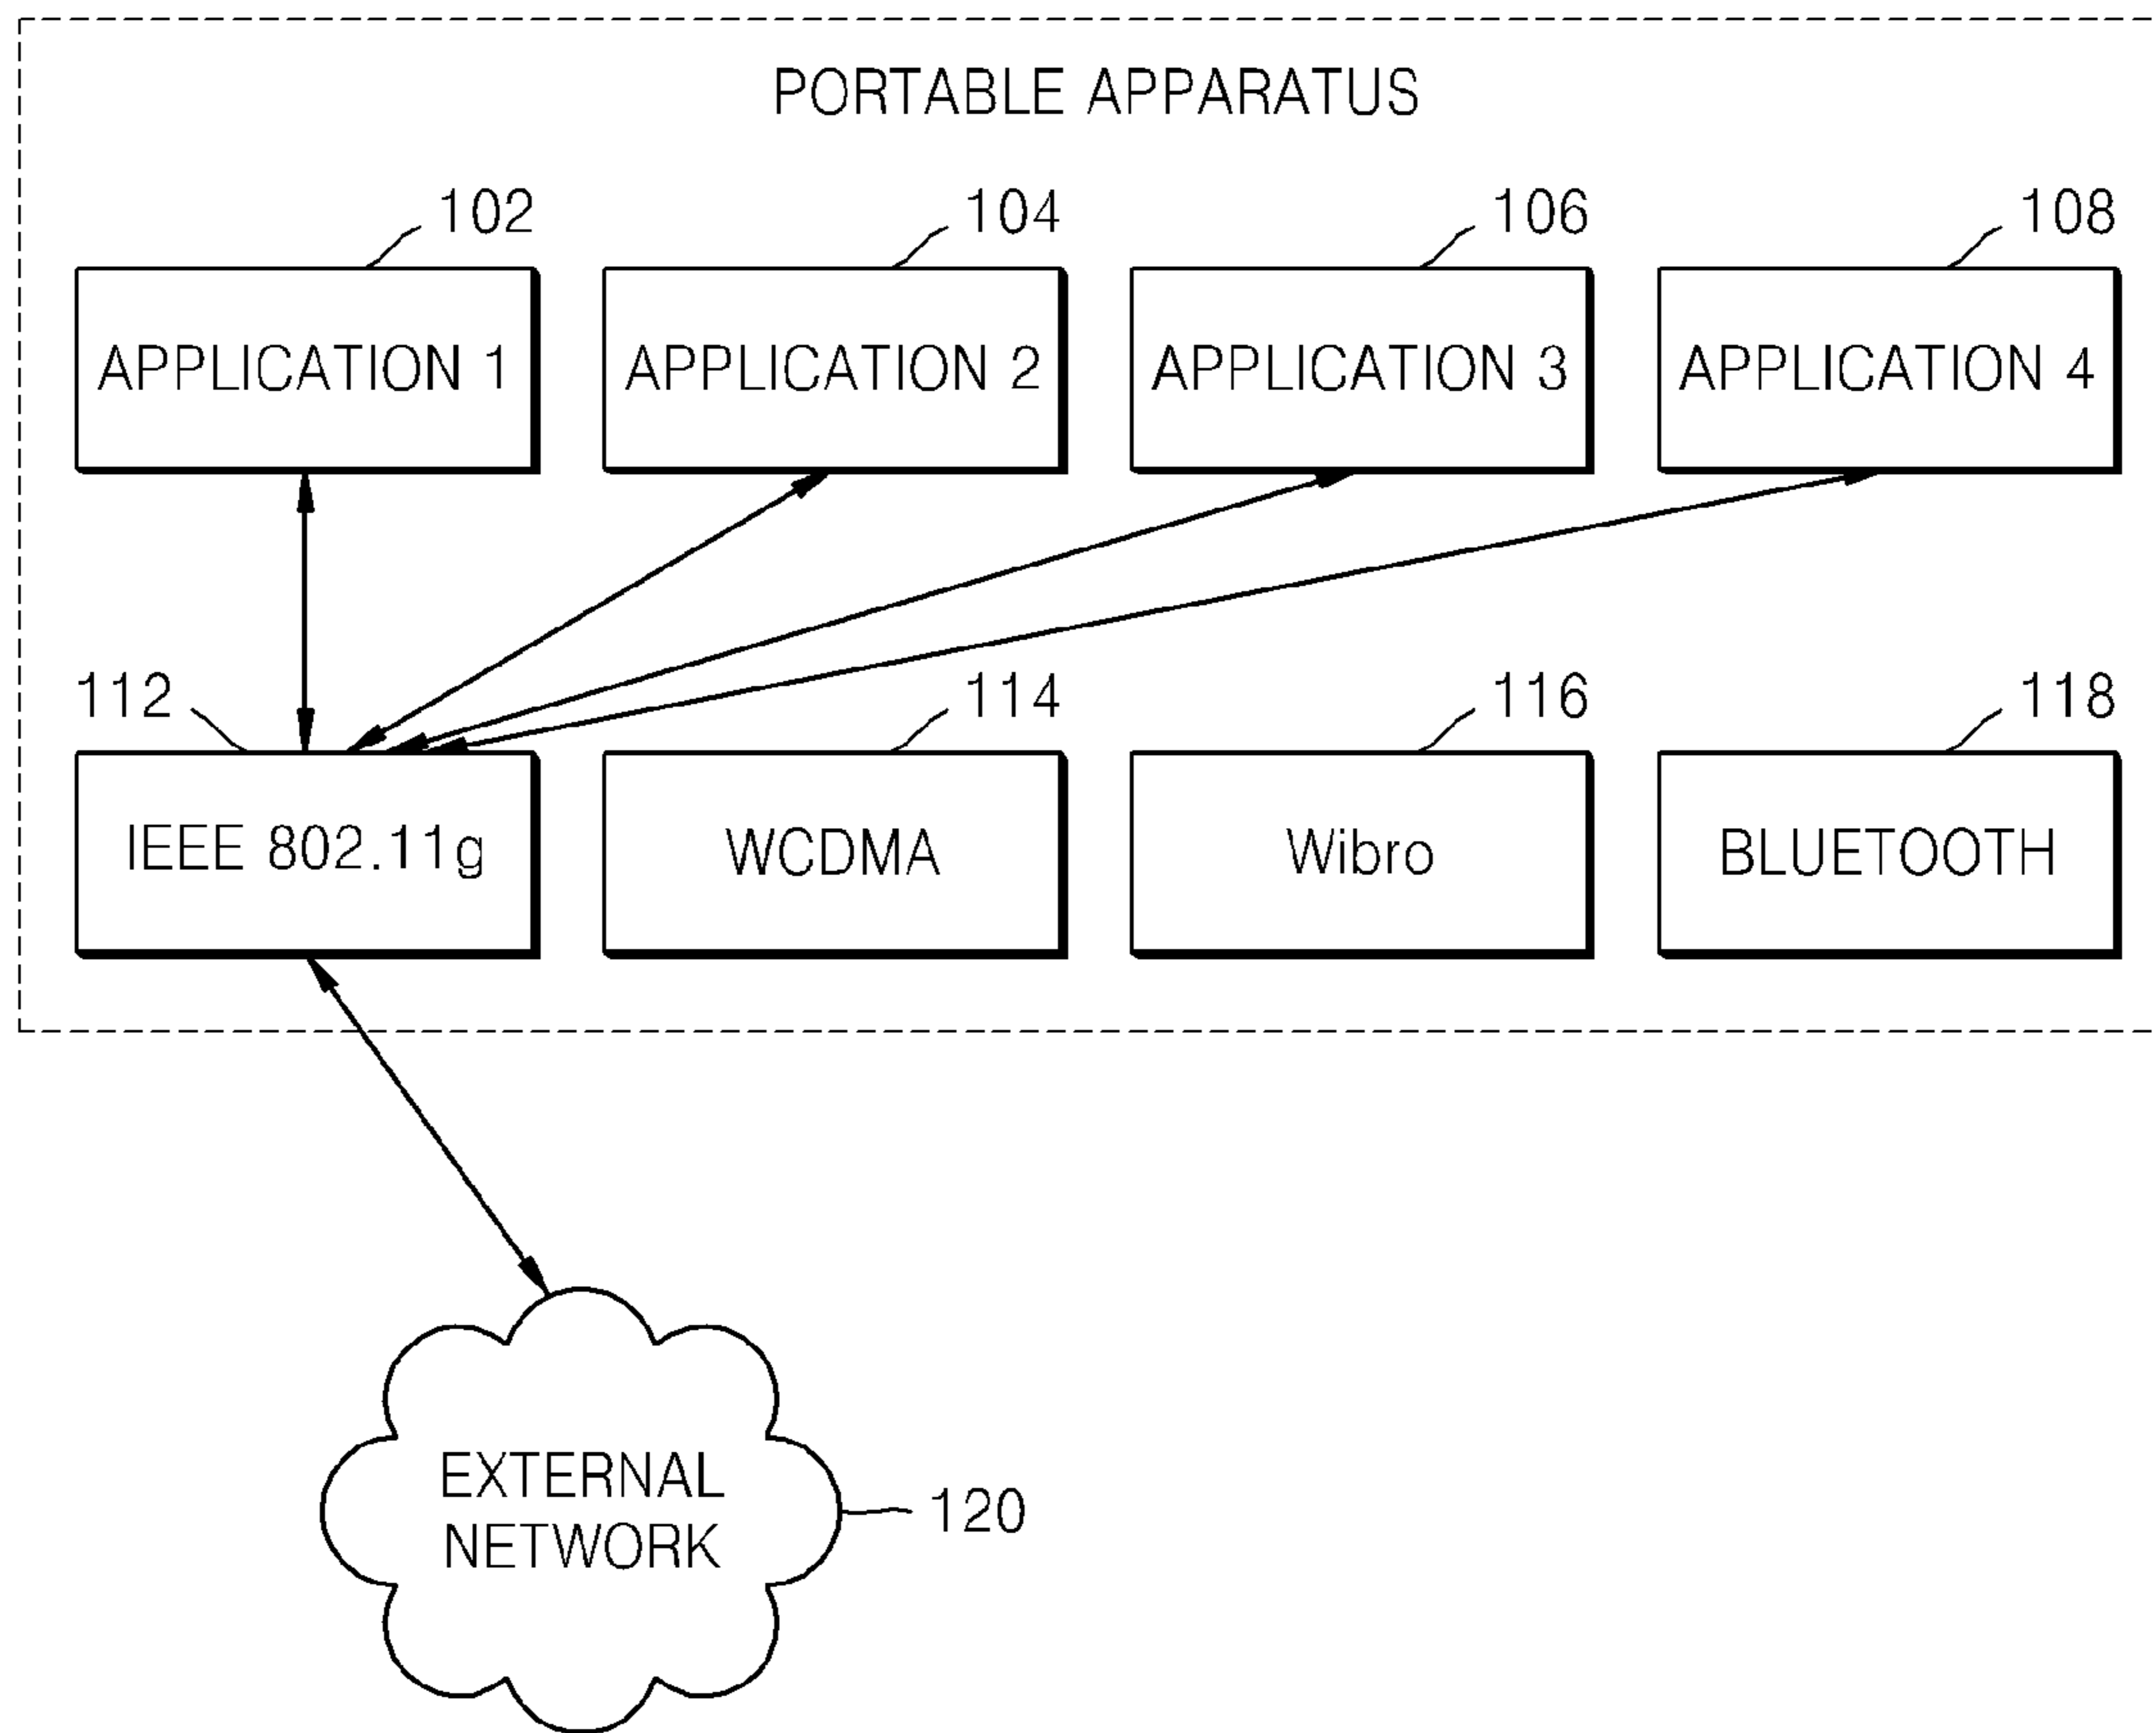 PORTABLE APPARATUS
102
104
106
108
APPLICATION 1
APPLICATION 2
APPLICATION 3
APPLICATION 4
112
114
116
118
IEEE 802.11g
WCDMA
Wibro
BLUETOOTH
EXTERNAL
NETWORK
120